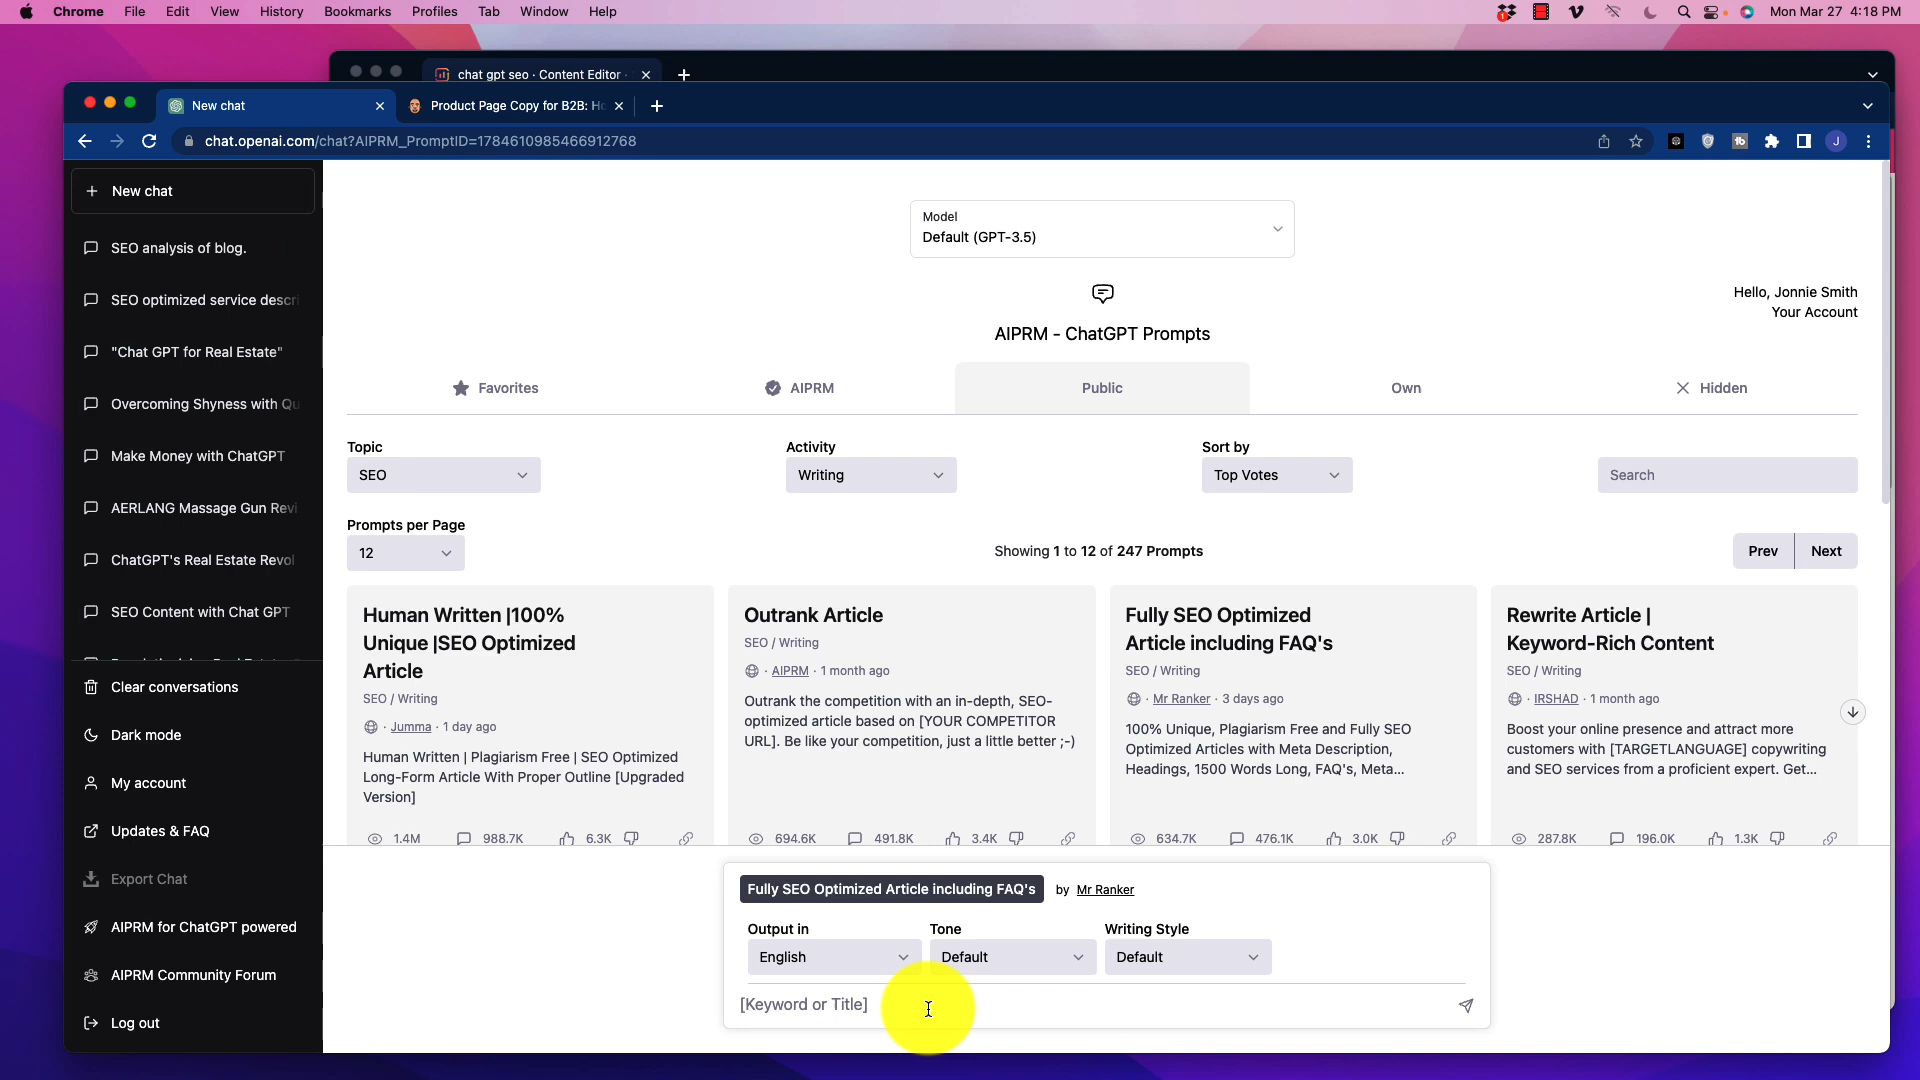 Chrome File Edit View History Bookmarks Profiles Tab Window Help
1
Mon Mar 27 4:18 PM
chat gpt seo · Content Editor ·
New chat
Product Page Copy for B2B: Ho
chat.openai.com/chat?AIPRM_PromptID=1784610985466912768
J
New chat
SEO analysis of blog.
SEO optimized service descri
"Chat GPT for Real Estate"
Overcoming Shyness with Qu
Make Money with ChatGPT
AERLANG Massage Gun Revi
ChatGPT's Real Estate Revol
SEO Content with Chat GPT
Clear conversations
Dark mode
My account
Updates & FAQ
Export Chat
AIPRM for ChatGPT powered
AIPRM Community Forum
Log out
Model
Default (GPT-3.5)
Hello, Jonnie Smith
Your Account
AIPRM - ChatGPT Prompts
Favorites AIPRM Public Own Hidden
Topic Activity Sort by
SEO Writing Top Votes Search
Prompts per Page
12
Showing 1 to 12 of 247 Prompts
Prev Next
Human Written |100%
Unique |SEO Optimized
Article
SEO / Writing
· Jumma · 1 day ago
Human Written | Plagiarism Free | SEO Optimized
Long-Form Article With Proper Outline [Upgraded
Version]
1.4M 988.7K 6.3K
Outrank Article
SEO / Writing
· AIPRM · 1 month ago
Outrank the competition with an in-depth, SEO-
optimized article based on [YOUR COMPETITOR
URL]. Be like your competition, just a little better ;-)
694.6K 491.8K 3.4K
Fully SEO Optimized
Article including FAQ's
SEO / Writing
· Mr Ranker · 3 days ago
100% Unique, Plagiarism Free and Fully SEO
Optimized Articles with Meta Description,
Headings, 1500 Words Long, FAQ's, Meta...
634.7K 476.1K 3.0K
Rewrite Article |
Keyword-Rich Content
SEO / Writing
· IRSHAD · 1 month ago
Boost your online presence and attract more
customers with [TARGETLANGUAGE] copywriting
and SEO services from a proficient expert. Get...
287.8K 196.0K 1.3K
Fully SEO Optimized Article including FAQ's by Mr Ranker
Output in Tone Writing Style
English Default Default
[Keyword or Title]